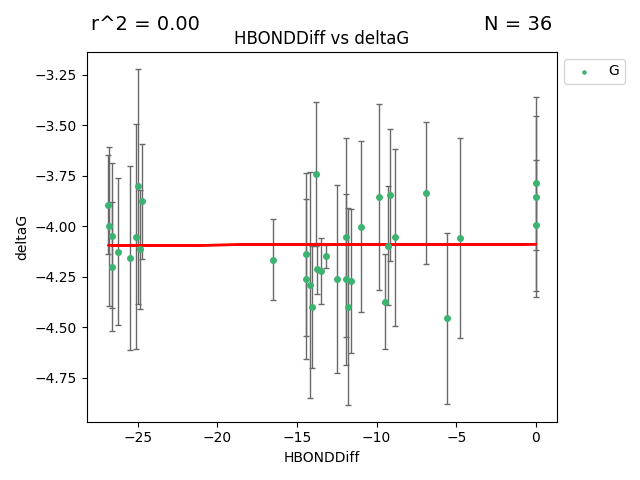 r^2 = 0.00
N = 36
HBONDDiff vs deltaG
G
−3.25
−3.50
−3.75
−4.00
−4.25
−4.50
−4.75
deltaG
−25
−20
−15
−10
−5
0
HBONDDiff